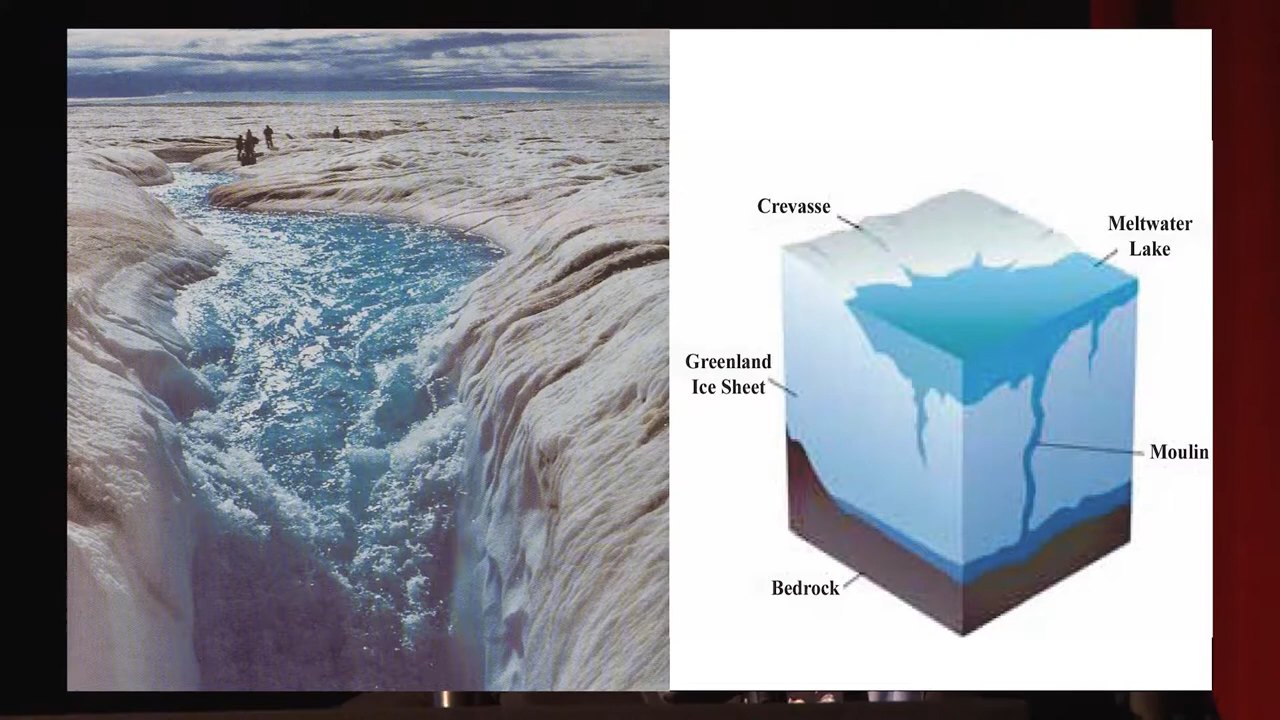 Crevasse
Meltwater
Lake
Greenland
Ice Sheet
Moulin
Bedrock